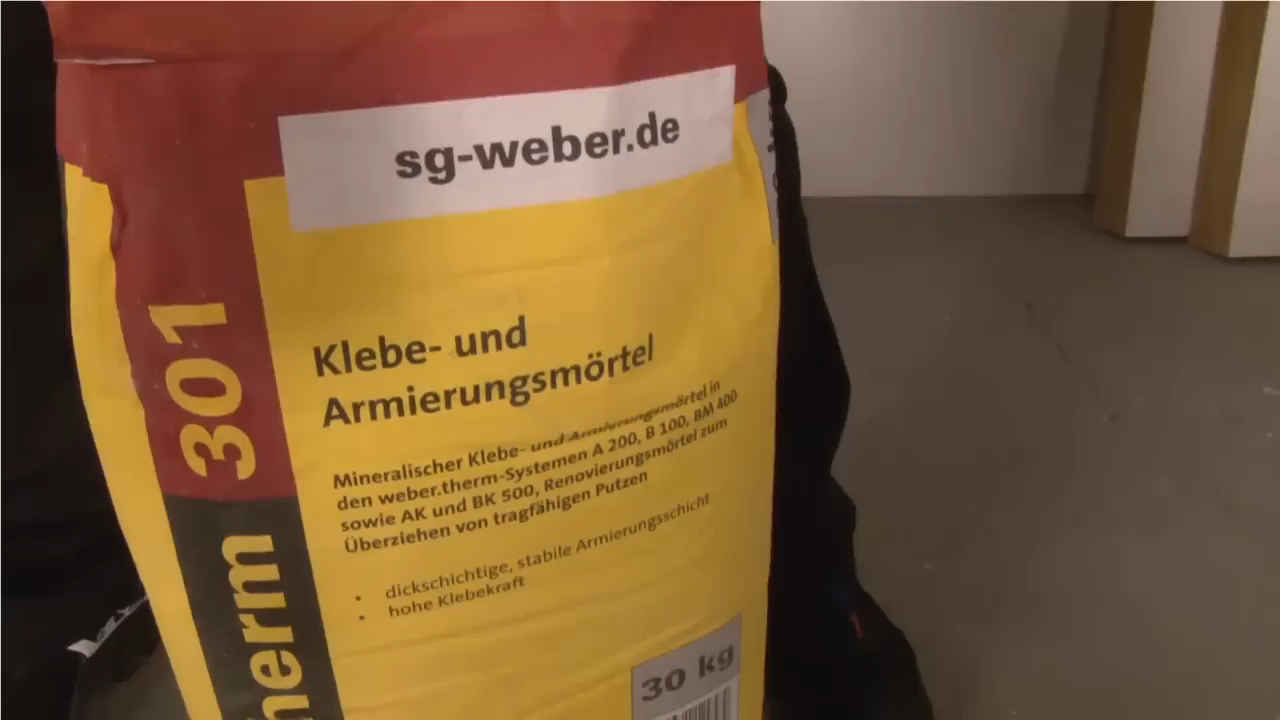 sg-weber.de
Klebe- und
Armierungsmörtel
Mineralischer Klebe- und Armierungsmörtel in
den weber.therm-Systemen A 200, B 100, BM 400
sowie AK und BK 500, Renovierungsmörtel zum
Überziehen von tragfähigen Putzen
• dickschichtige, stabile Armierungsschicht
• hohe Klebekraft
30 kg
herm 301